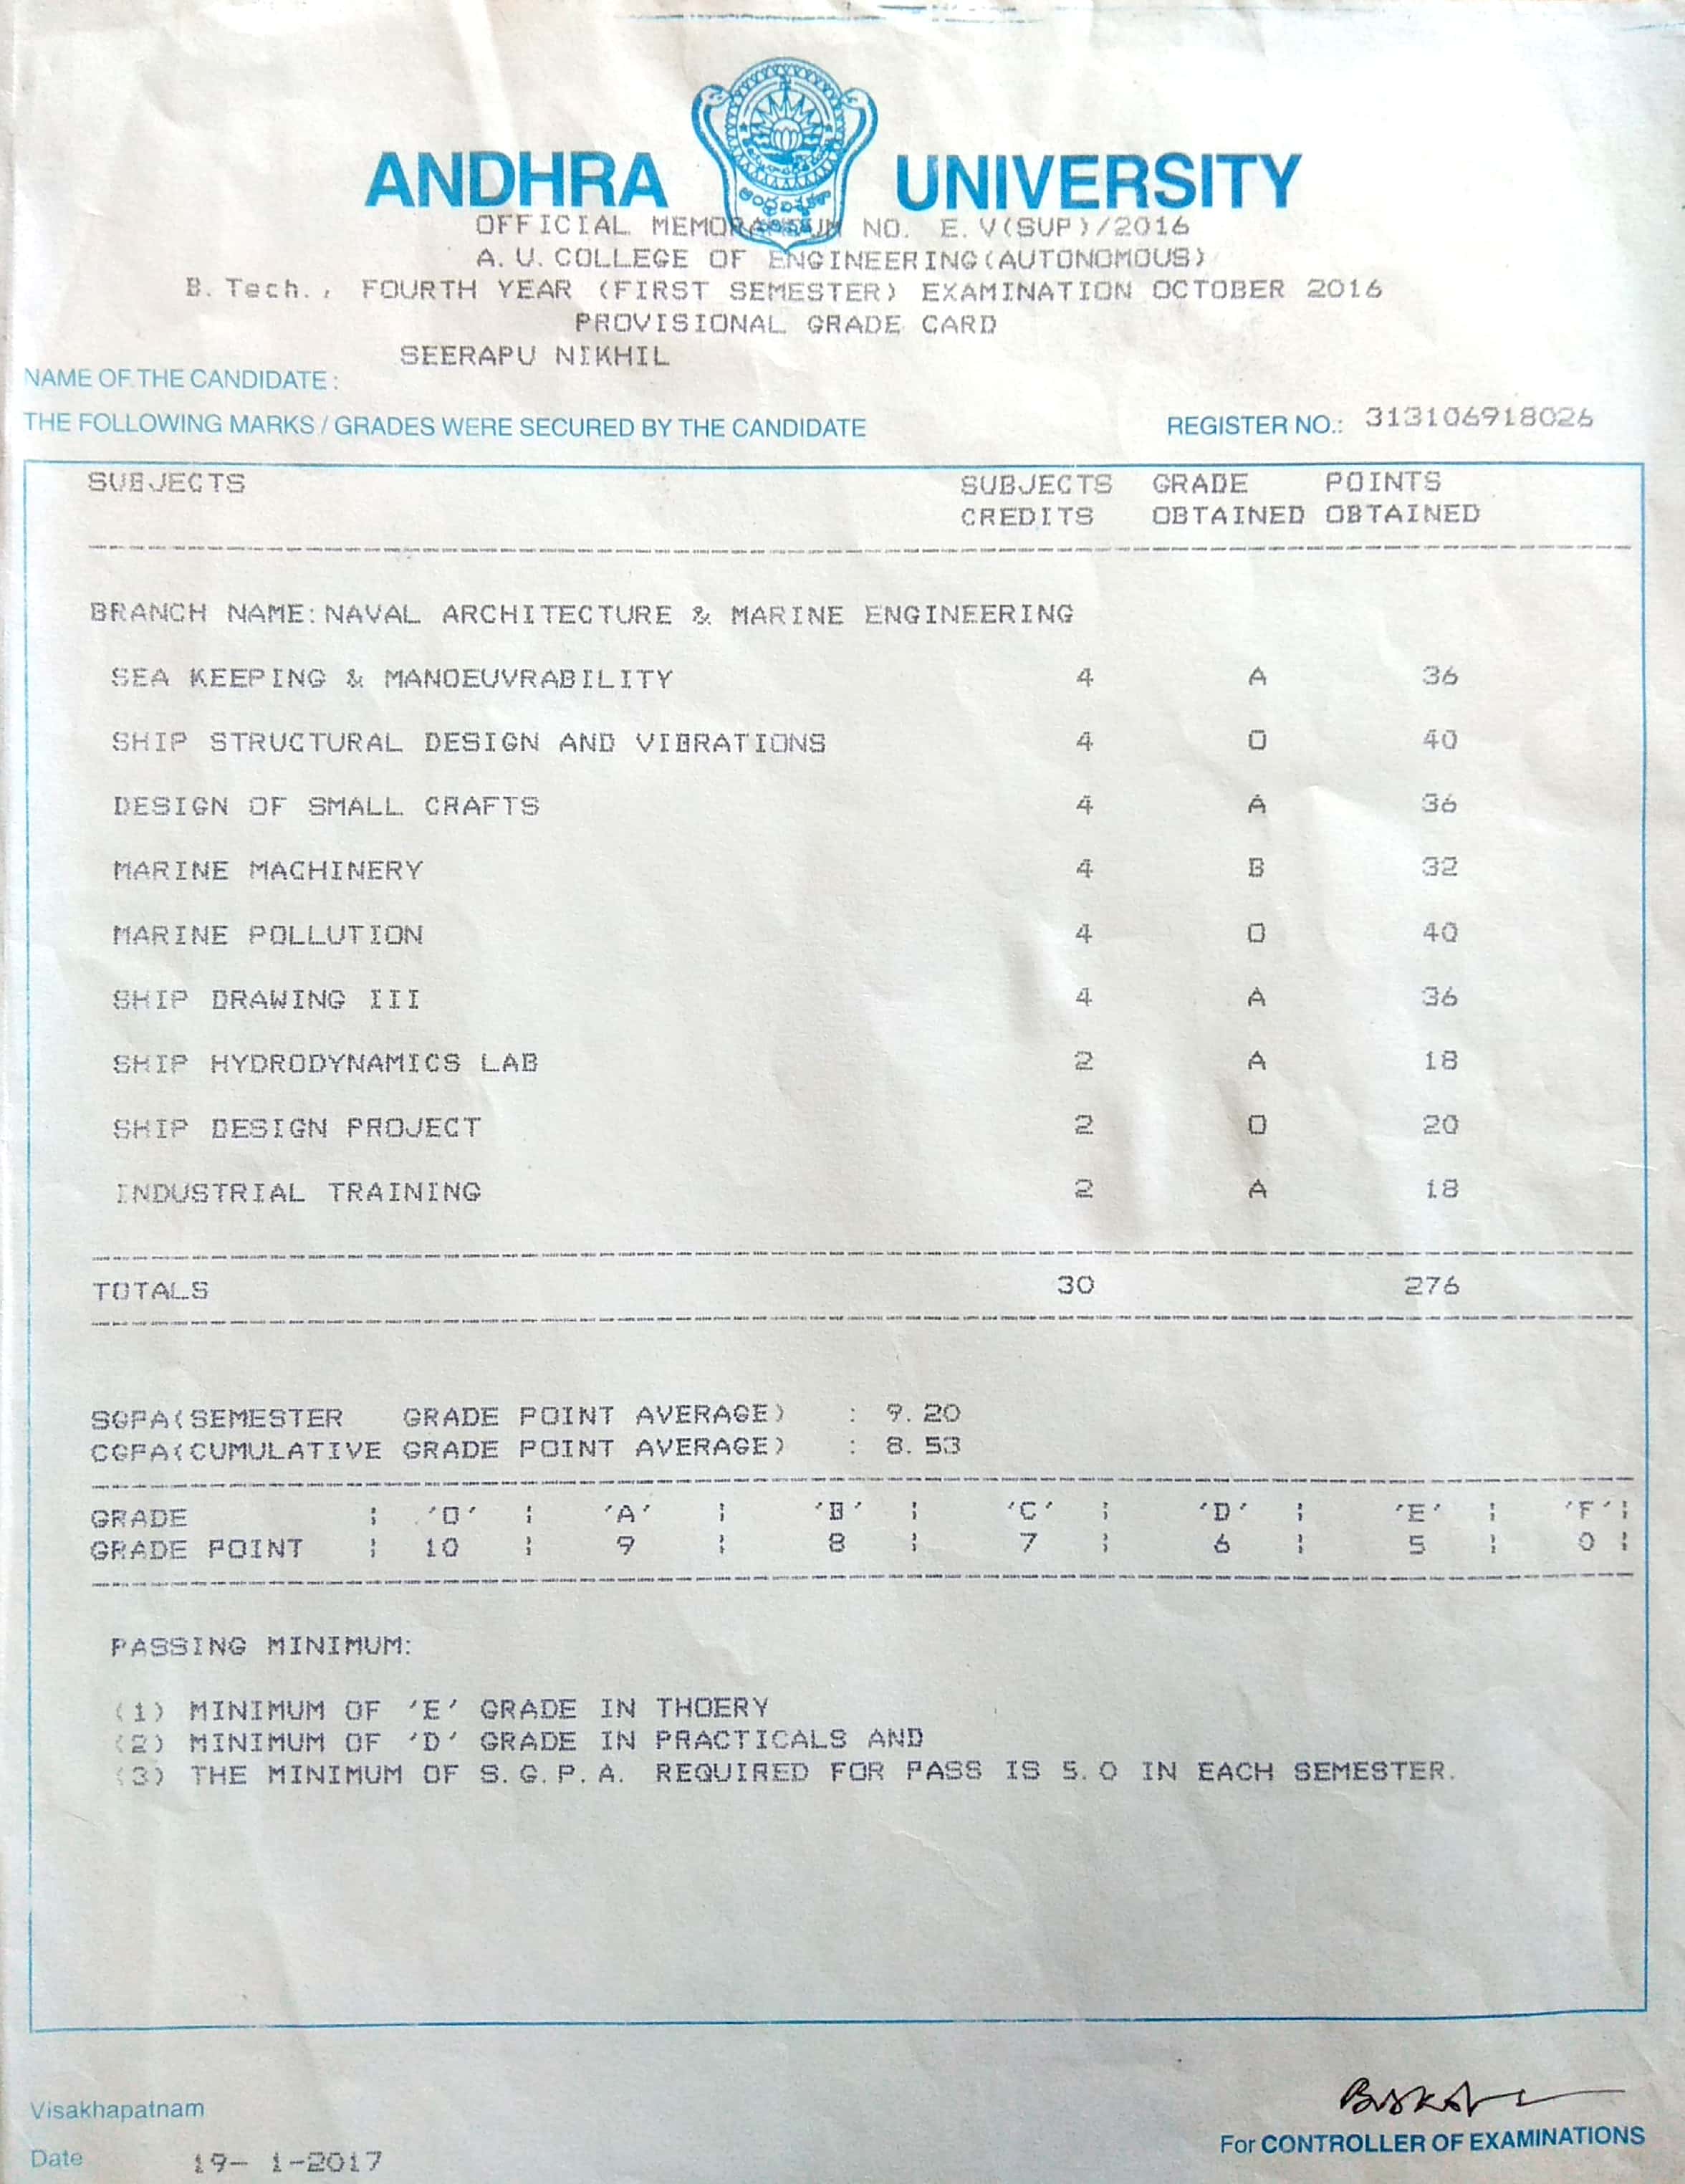 ANDHRA UNIVERSITY
OFFICIAL MEMORANDUM NO. E.V(SUP)/2016
A.U.COLLEGE OF ENGINEERING(AUTONOMOUS)
B.Tech., FOURTH YEAR (FIRST SEMESTER) EXAMINATION OCTOBER 2016
PROVISIONAL GRADE CARD
SEERAPU NIKHIL
NAME OF THE CANDIDATE :
THE FOLLOWING MARKS / GRADES WERE SECURED BY THE CANDIDATE REGISTER NO.: 313106918026
SUBJECTS SUBJECTS GRADE POINTS
CREDITS OBTAINED OBTAINED
BRANCH NAME:NAVAL ARCHITECTURE & MARINE ENGINEERING
SEA KEEPING & MANOEUVRABILITY 4 A 36
SHIP STRUCTURAL DESIGN AND VIBRATIONS 4 O 40
DESIGN OF SMALL CRAFTS 4 A 36
MARINE MACHINERY 4 B 32
MARINE POLLUTION 4 O 40
SHIP DRAWING III 4 A 36
SHIP HYDRODYNAMICS LAB 2 A 18
SHIP DESIGN PROJECT 2 O 20
INDUSTRIAL TRAINING 2 A 18
TOTALS 30 276
SGPA(SEMESTER GRADE POINT AVERAGE) : 9.20
CGPA(CUMULATIVE GRADE POINT AVERAGE) : 8.53
GRADE | 'O' | 'A' | 'B' | 'C' | 'D' | 'E' | 'F' |
GRADE POINT | 10 | 9 | 8 | 7 | 6 | 5 | 0 |
PASSING MINIMUM:
(1) MINIMUM OF 'E' GRADE IN THOERY
(2) MINIMUM OF 'D' GRADE IN PRACTICALS AND
(3) THE MINIMUM OF S.G.P.A. REQUIRED FOR PASS IS 5.0 IN EACH SEMESTER.
Visakhapatnam
For CONTROLLER OF EXAMINATIONS
Date 19- 1-2017